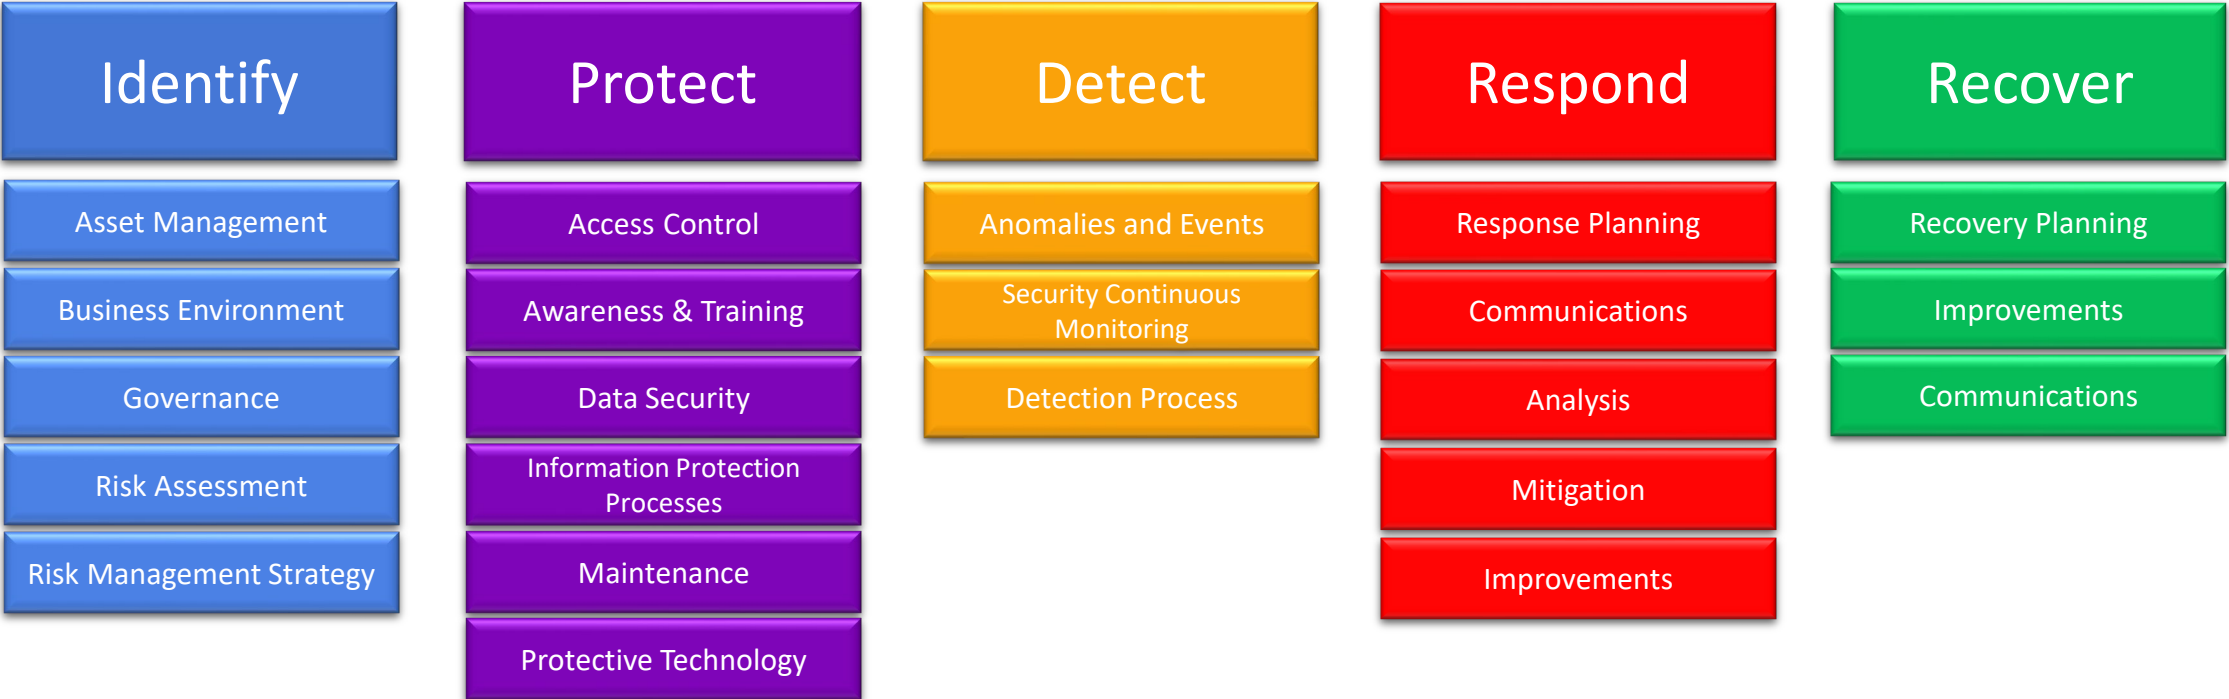 Identify
Asset Management
Business Environment
Governance
Risk Assessment
Risk Management Strategy
Protect
Access Control
Awareness & Training
Data Security
Information Protection
Processes
Maintenance
Protective Technology
Detect
Anomalies and Events
Security Continuous
Monitoring
Detection Process
Respond
Response Planning
Communications
Analysis
Mitigation
Improvements
Recover
Recovery Planning
Improvements
Communications